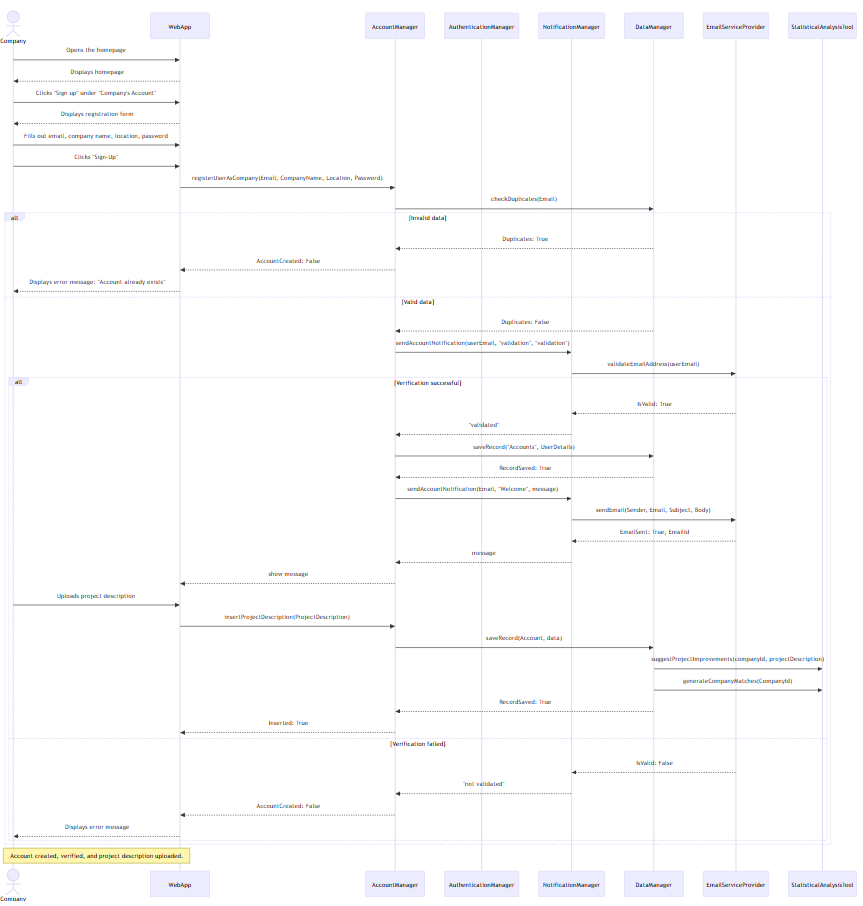 Company
WebApp
AccountManager
AuthenticationManager
NotificationManager
DataManager
EmailServiceProvider
StatisticalAnalysisTool
Opens the homepage
Displays homepage
Clicks "Sign up" under "Company's Account"
Displays registration form
Fills out email, company name, location, password
Clicks "Sign-Up"
registerUserAsCompany(Email, CompanyName, Location, Password)
checkDuplicates(Email)
alt
[Invalid data]
Duplicates: True
AccountCreated: False
Displays error message: "Account already exists"
[Valid data]
Duplicates: False
sendAccountNotification(userEmail, "validation", "validation")
validateEmailAddress(userEmail)
alt
[Verification successful]
IsValid: True
"validated"
saveRecord("Accounts", UserDetails)
RecordSaved: True
sendAccountNotification(Email, "Welcome", message)
sendEmail(Sender, Email, Subject, Body)
EmailSent: True, EmailId
message
show message
Uploads project description
insertProjectDescription(ProjectDescription)
saveRecord(Account, data)
suggestProjectImprovements(companyId, projectDescription)
generateCompanyMatches(CompanyId)
RecordSaved: True
Inserted: True
[Verification failed]
IsValid: False
"not validated"
AccountCreated: False
Displays error message
Account created, verified, and project description uploaded.
Company
WebApp
AccountManager
AuthenticationManager
NotificationManager
DataManager
EmailServiceProvider
StatisticalAnalysisTool